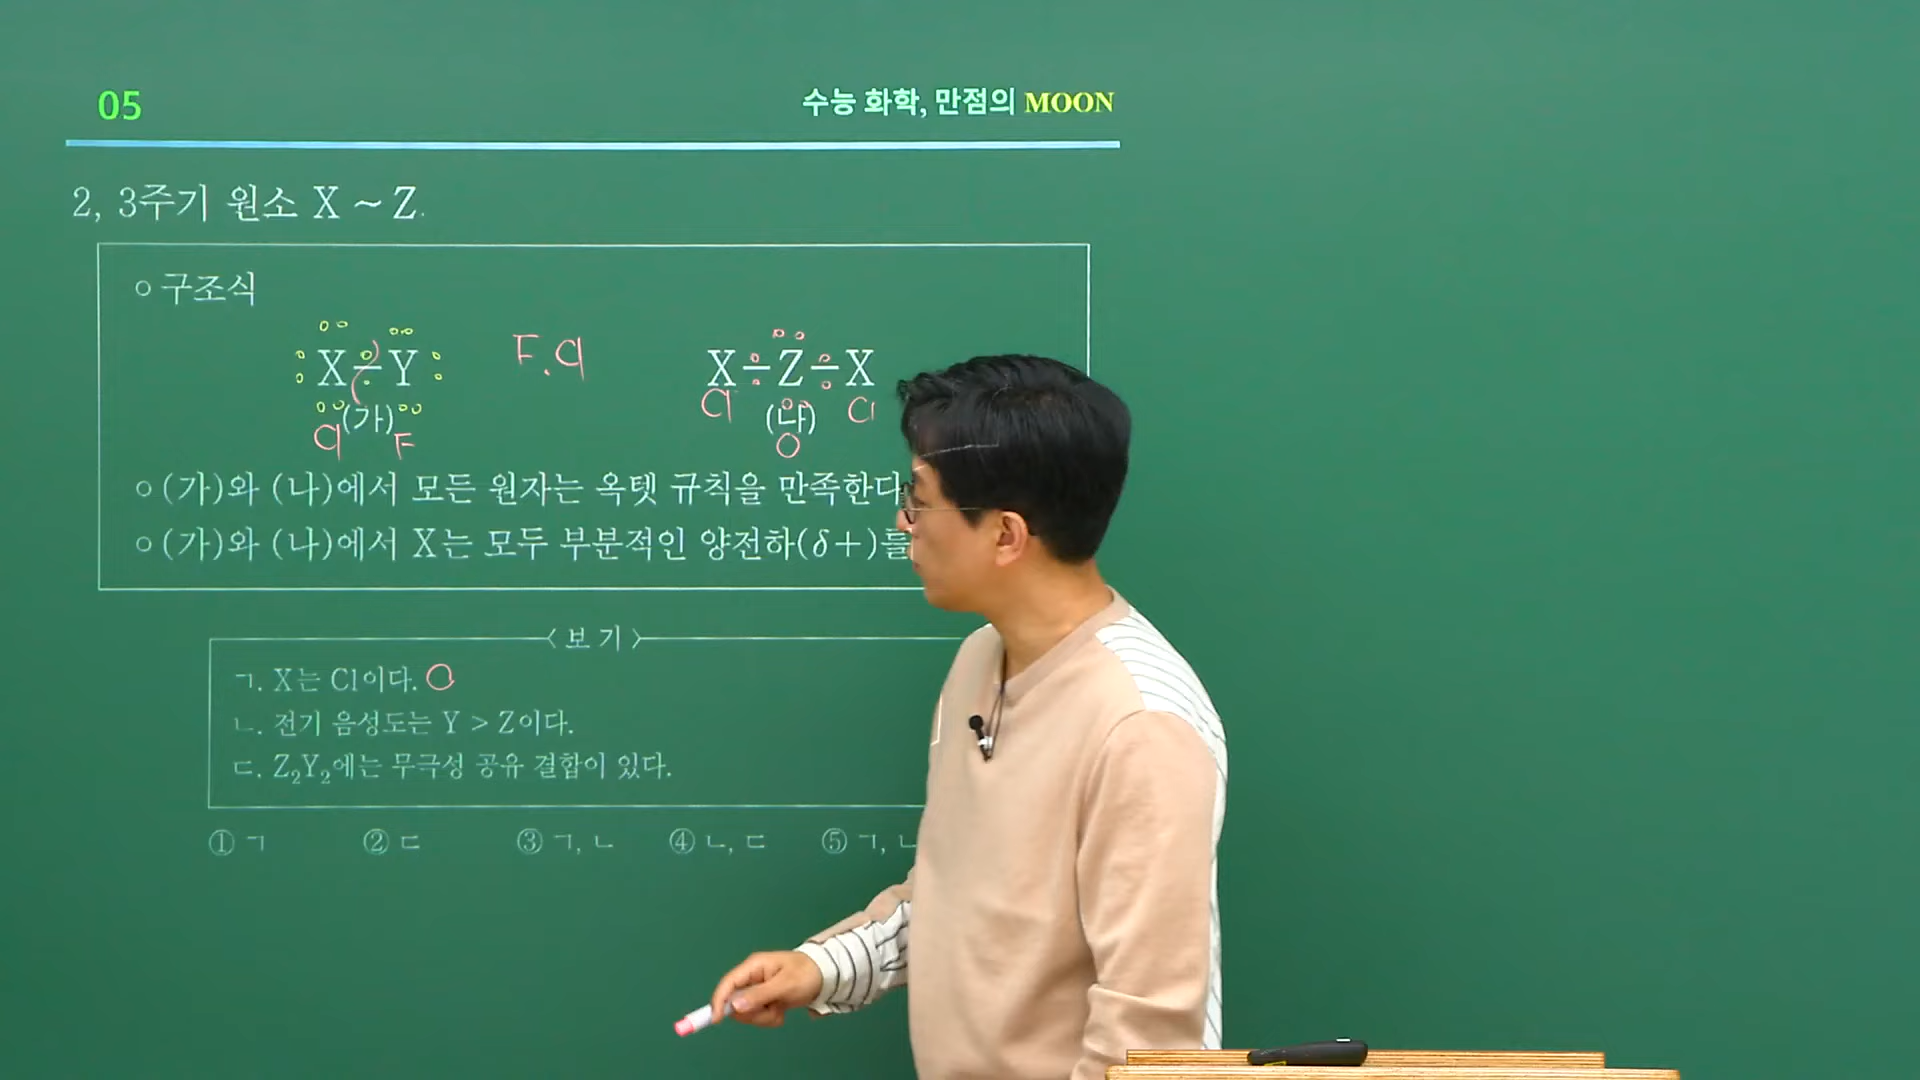 05
수능 화학, 만점의 MOON
2, 3주기 원소 X ~ Z.
○ 구조식
X – Y F. Cl X – Z – X
Cl Cl
(가) (나)
Cl F O
○ (가)와 (나)에서 모든 원자는 옥텟 규칙을 만족한다
○ (가)와 (나)에서 X는 모두 부분적인 양전하(δ+)를
〈 보 기 〉
ㄱ. X는 Cl이다. O
ㄴ. 전기 음성도는 Y > Z이다.
ㄷ. Z₂Y₂에는 무극성 공유 결합이 있다.
① ㄱ ② ㄷ ③ ㄱ, ㄴ ④ ㄴ, ㄷ ⑤ ㄱ, ㄴ